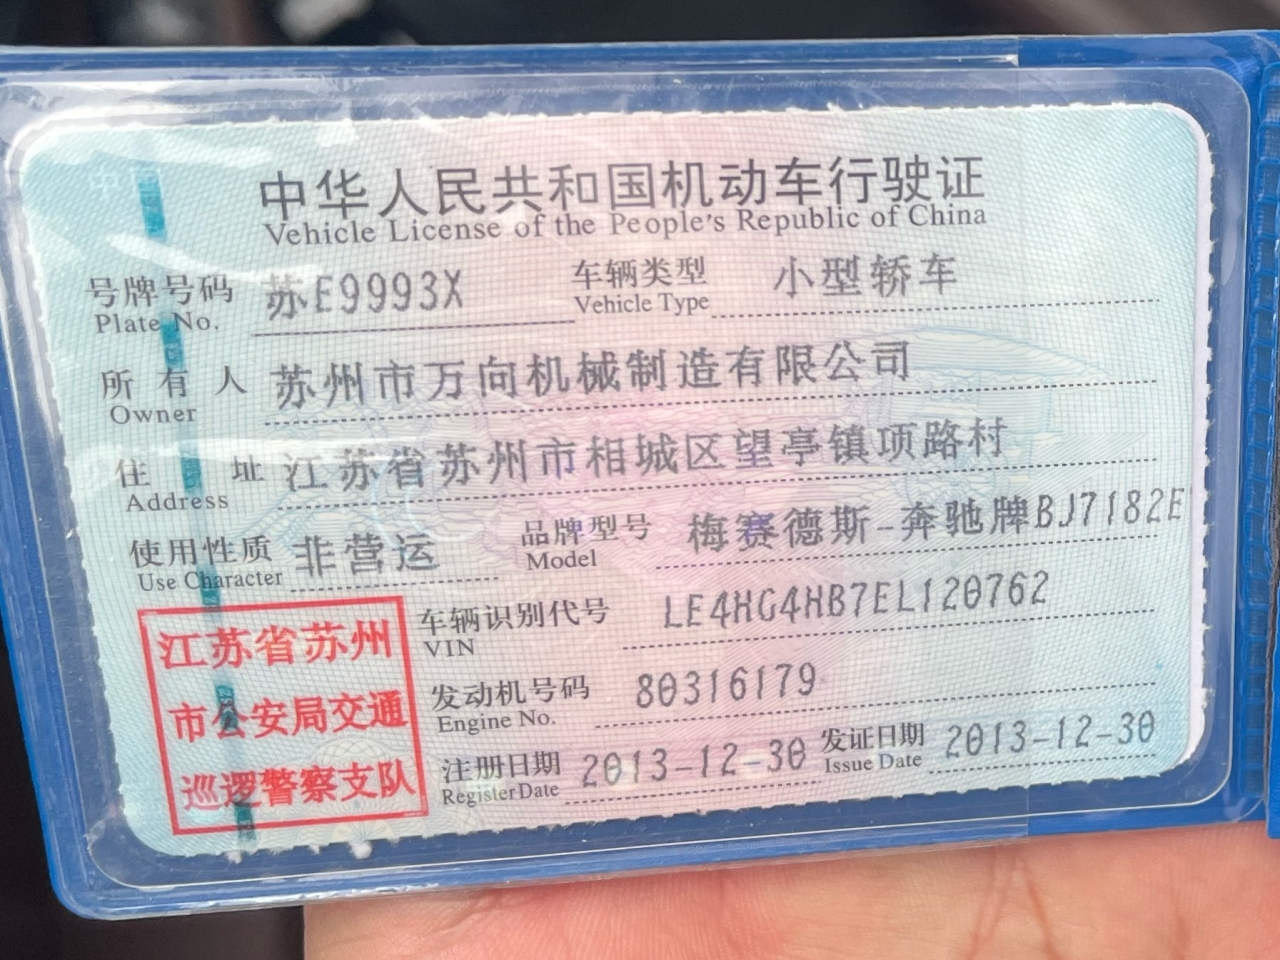 中华人民共和国机动车行驶证
Vehicle License of the People's Republic of China
号牌号码 苏E9993X 车辆类型 小型轿车
Plate No. Vehicle Type
所有人 苏州市万向机械制造有限公司
Owner
住址 江苏省苏州市相城区望亭镇项路村
Address
使用性质 非营运 品牌型号 梅赛德斯-奔驰牌BJ7182E
Use Character Model
江苏省苏州
市公安局交通
巡逻警察支队
车辆识别代号 LE4HG4HB7EL120762
VIN
发动机号码 80316179
Engine No.
注册日期 2013-12-30 发证日期 2013-12-30
Register Date Issue Date